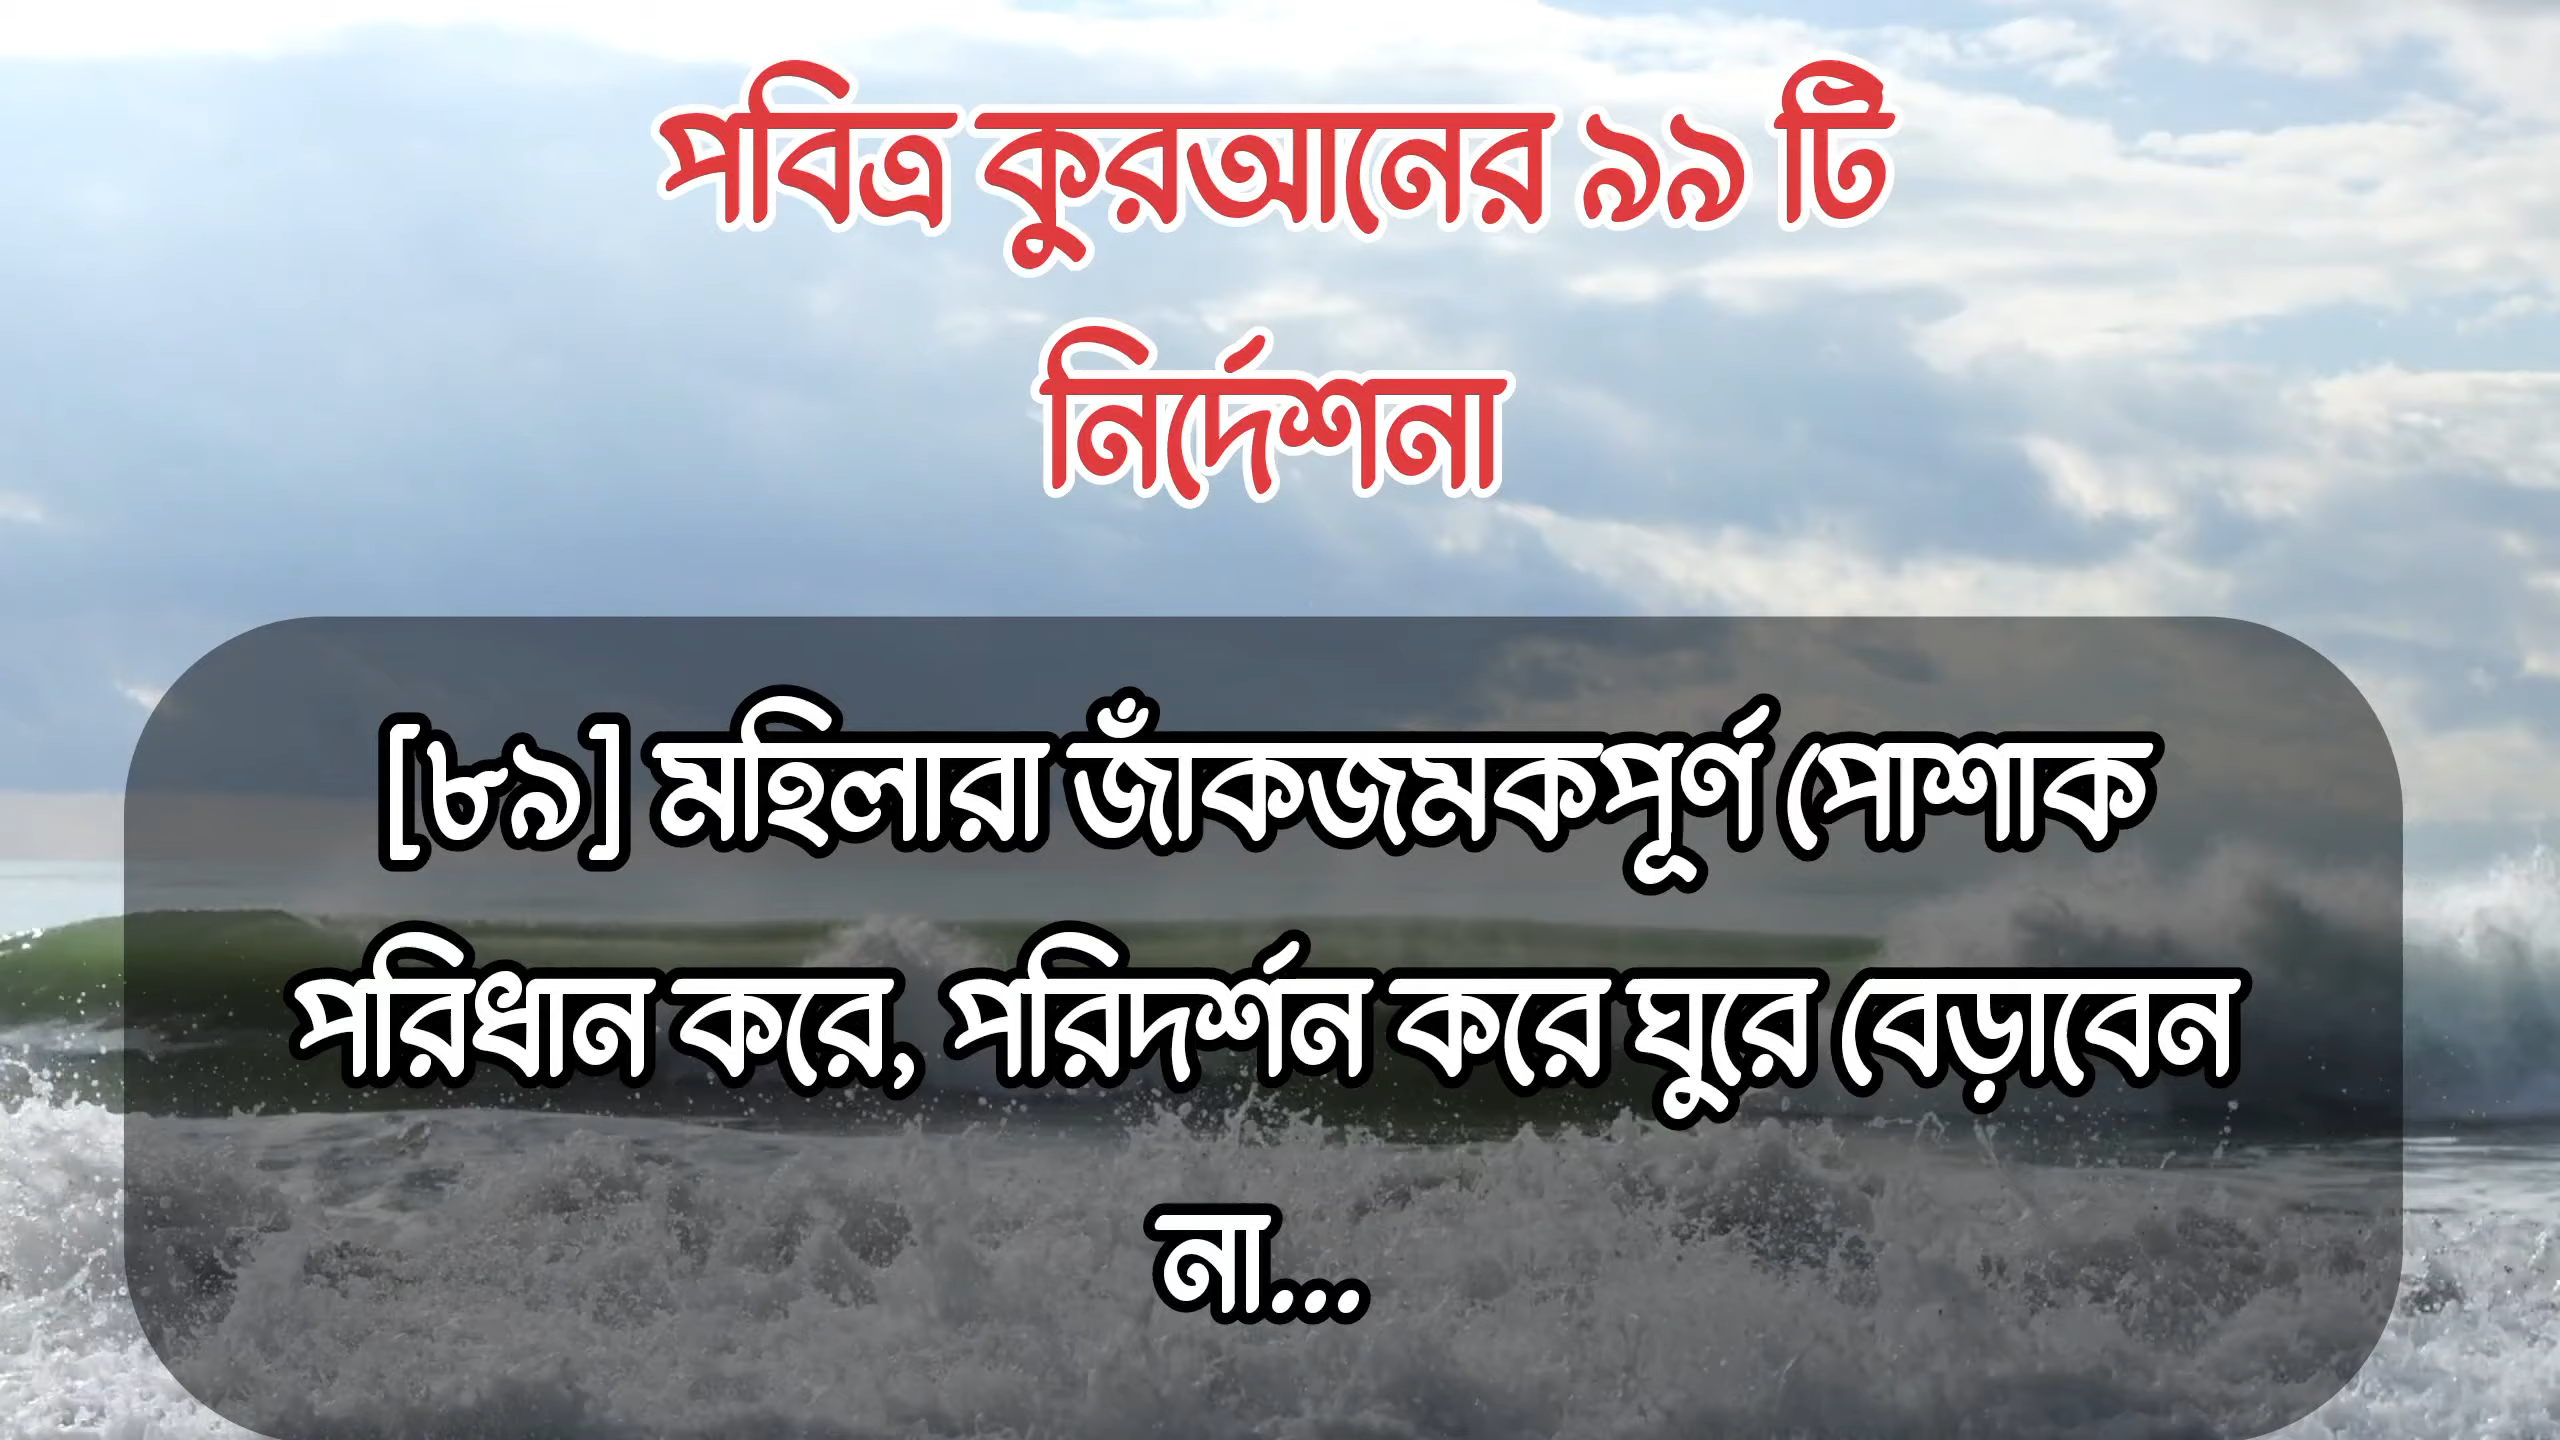 পবিত্র কুরআনের ৯৯ টি
নির্দেশনা
[৮৯] মহিলারা জাঁকজমকপূর্ণ পোশাক
পরিধান করে, পরিদর্শন করে ঘুরে বেড়াবেন
না...